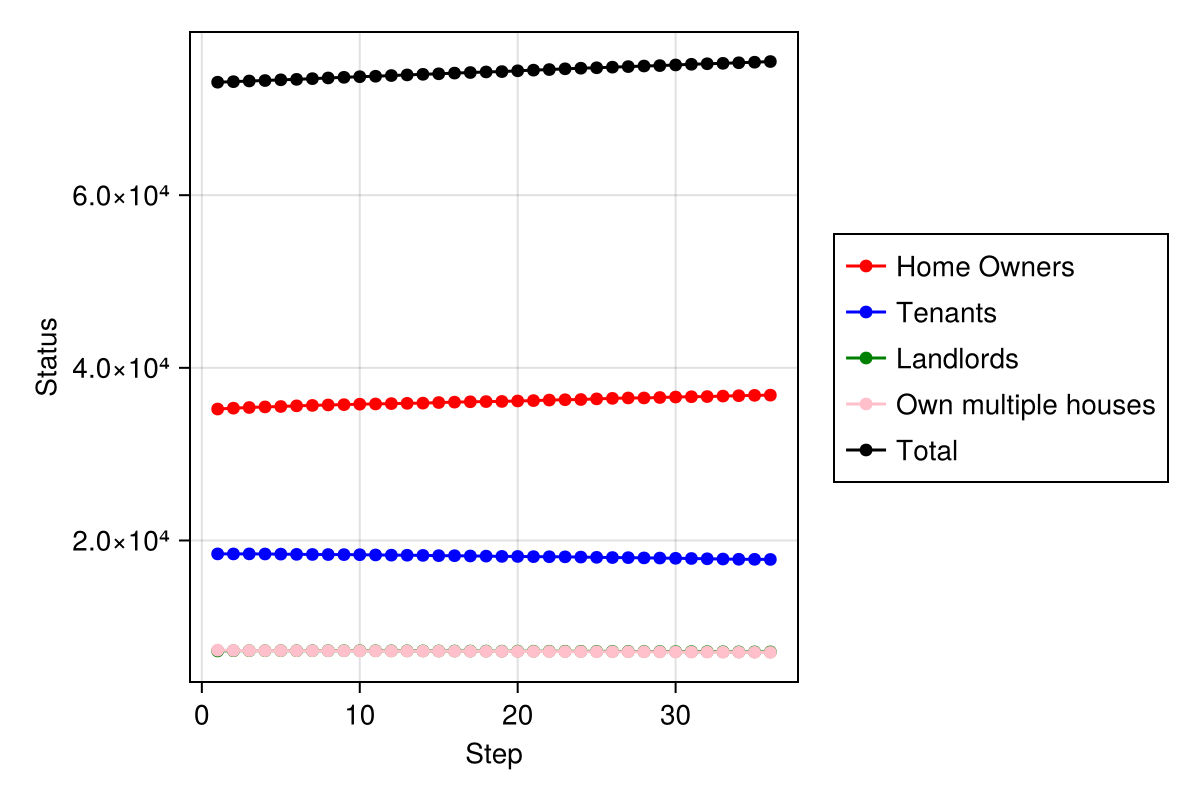 6.0×10⁴
4.0×10⁴
2.0×10⁴
Status
0 10 20 30
Step
Home Owners
Tenants
Landlords
Own multiple houses
Total